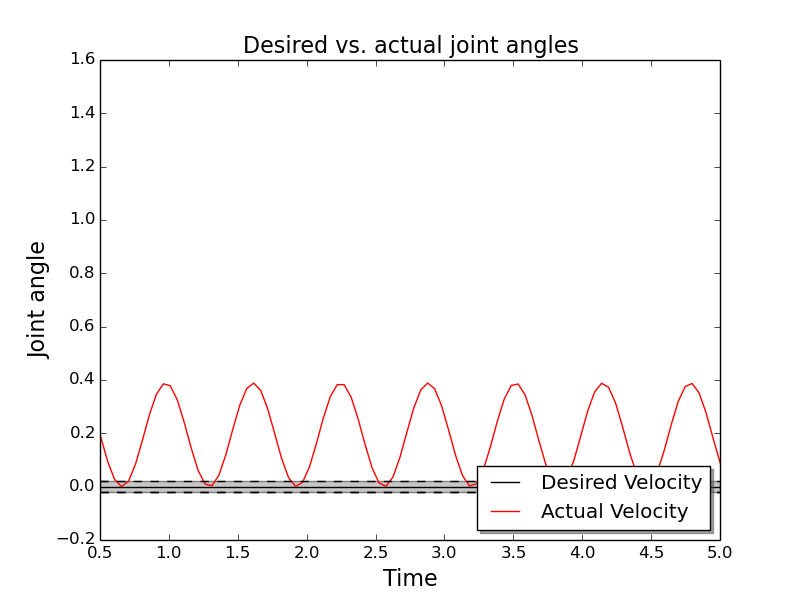 Desired vs. actual joint angles
1.6
1.4
1.2
1.0
0.8
0.6
0.4
0.2
0.0
−0.2
Joint angle
Desired Velocity
Actual Velocity
0.5 1.0 1.5 2.0 2.5 3.0 3.5 4.0 4.5 5.0
Time